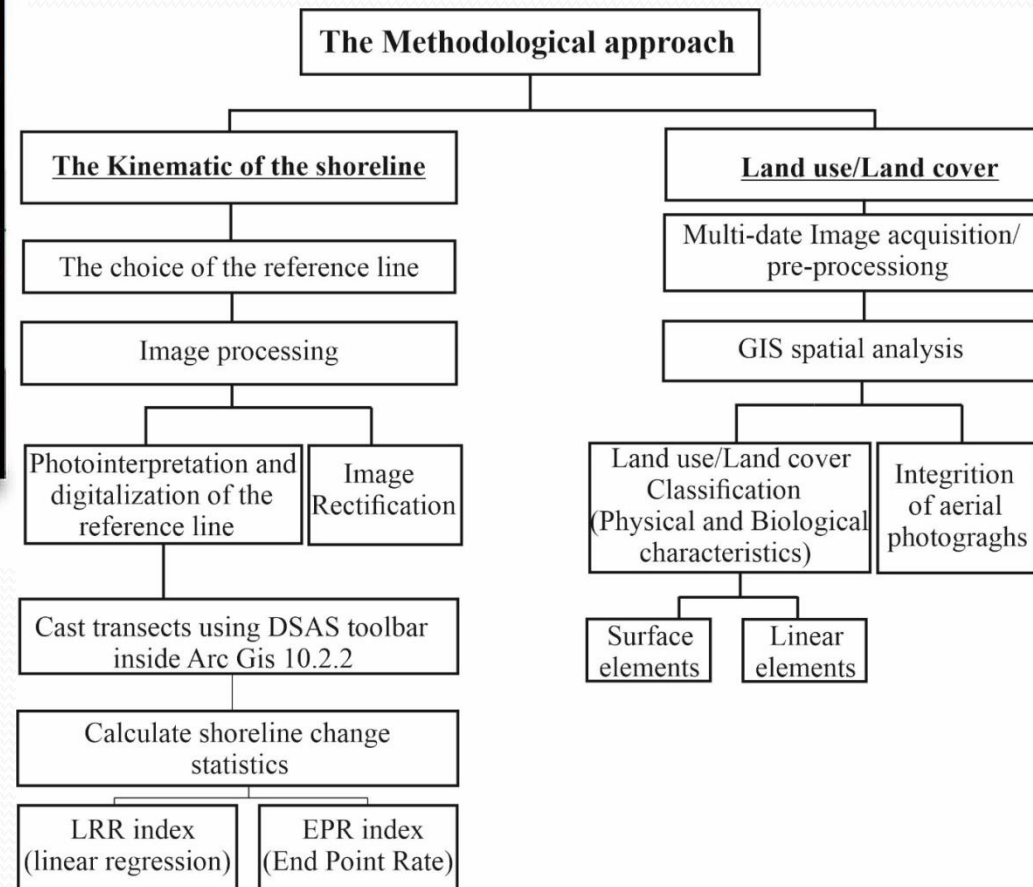 The Methodological approach
The Kinematic of the shoreline
The choice of the reference line
Image processing
Photointerpretation and
digitalization of the
reference line
Image
Rectification
Cast transects using DSAS toolbar
inside Arc Gis 10.2.2
Calculate shoreline change
statistics
LRR index
(linear regression)
EPR index
(End Point Rate)
Land use/Land cover
Multi-date Image acquisition/
pre-processiong
GIS spatial analysis
Land use/Land cover
Classification
(Physical and Biological
characteristics)
Integrition
of aerial
photograghs
Surface
elements
Linear
elements